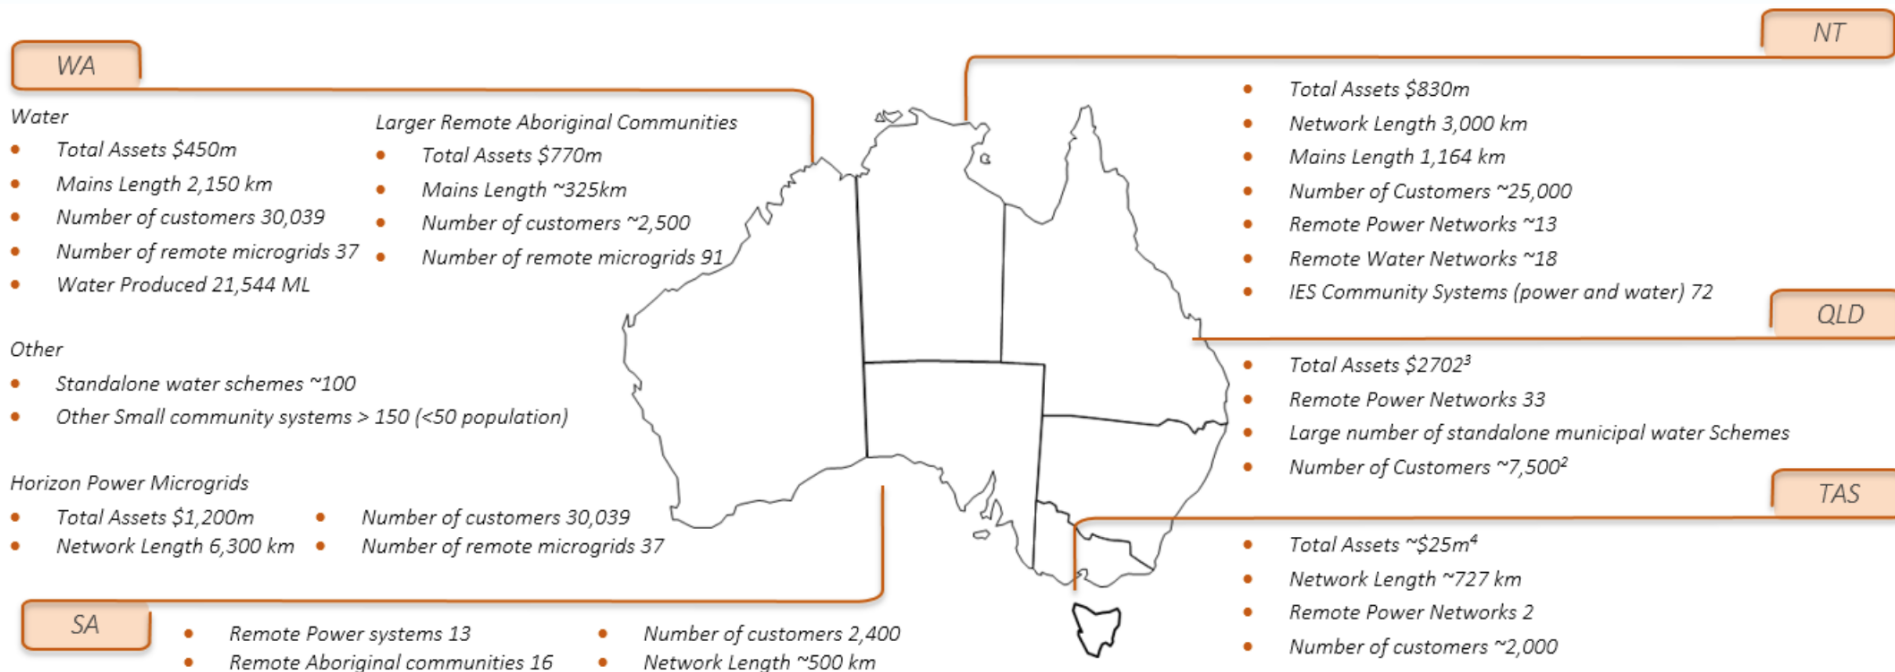 WA
Water
• Total Assets $450m
• Mains Length 2,150 km
• Number of customers 30,039
• Number of remote microgrids 37
• Water Produced 21,544 ML
Larger Remote Aboriginal Communities
• Total Assets $770m
• Mains Length ~325km
• Number of customers ~2,500
• Number of remote microgrids 91
Other
• Standalone water schemes ~100
• Other Small community systems > 150 (<50 population)
Horizon Power Microgrids
• Total Assets $1,200m
• Network Length 6,300 km
• Number of customers 30,039
• Number of remote microgrids 37
SA
• Remote Power systems 13
• Remote Aboriginal communities 16
• Number of customers 2,400
• Network Length ~500 km
NT
• Total Assets $830m
• Network Length 3,000 km
• Mains Length 1,164 km
• Number of Customers ~25,000
• Remote Power Networks ~13
• Remote Water Networks ~18
• IES Community Systems (power and water) 72
QLD
• Total Assets $2702³
• Remote Power Networks 33
• Large number of standalone municipal water Schemes
• Number of Customers ~7,500²
TAS
• Total Assets ~$25m⁴
• Network Length ~727 km
• Remote Power Networks 2
• Number of customers ~2,000